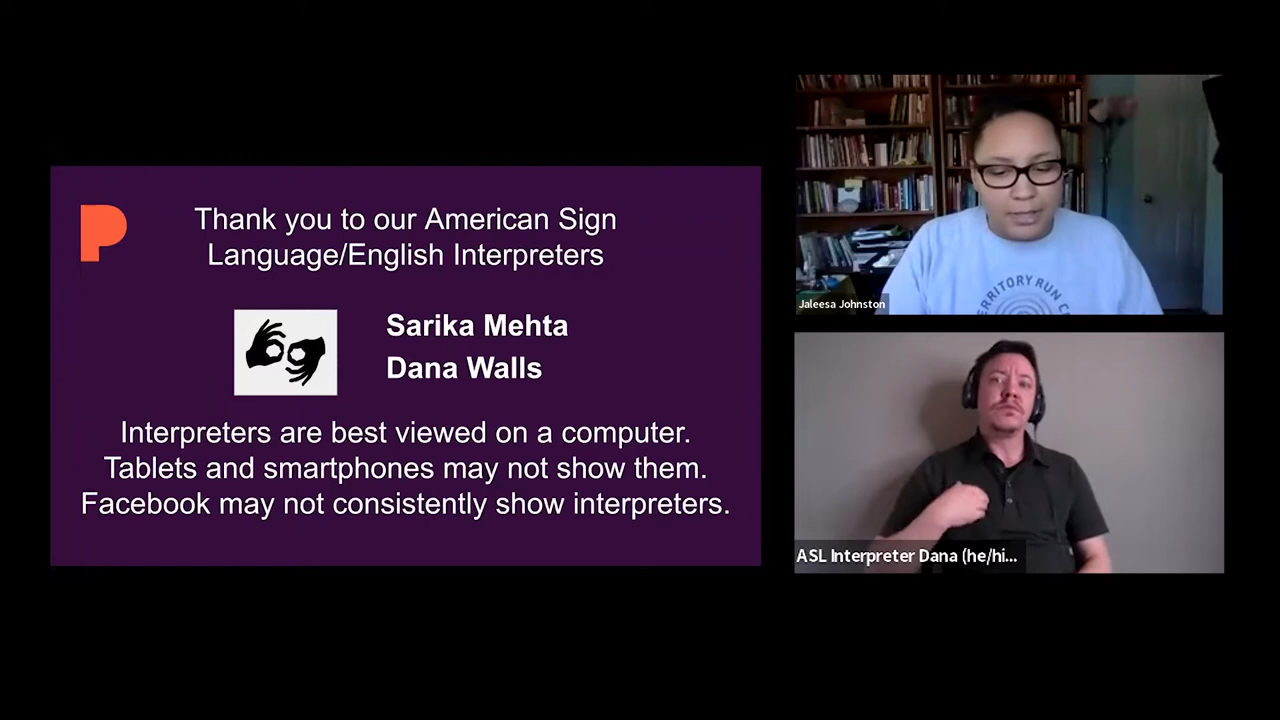 Thank you to our American Sign
Language/English Interpreters
Sarika Mehta
Dana Walls
Interpreters are best viewed on a computer.
Tablets and smartphones may not show them.
Facebook may not consistently show interpreters.
Jaleesa Johnston
TERRITORY RUN
ASL Interpreter Dana (he/hi...